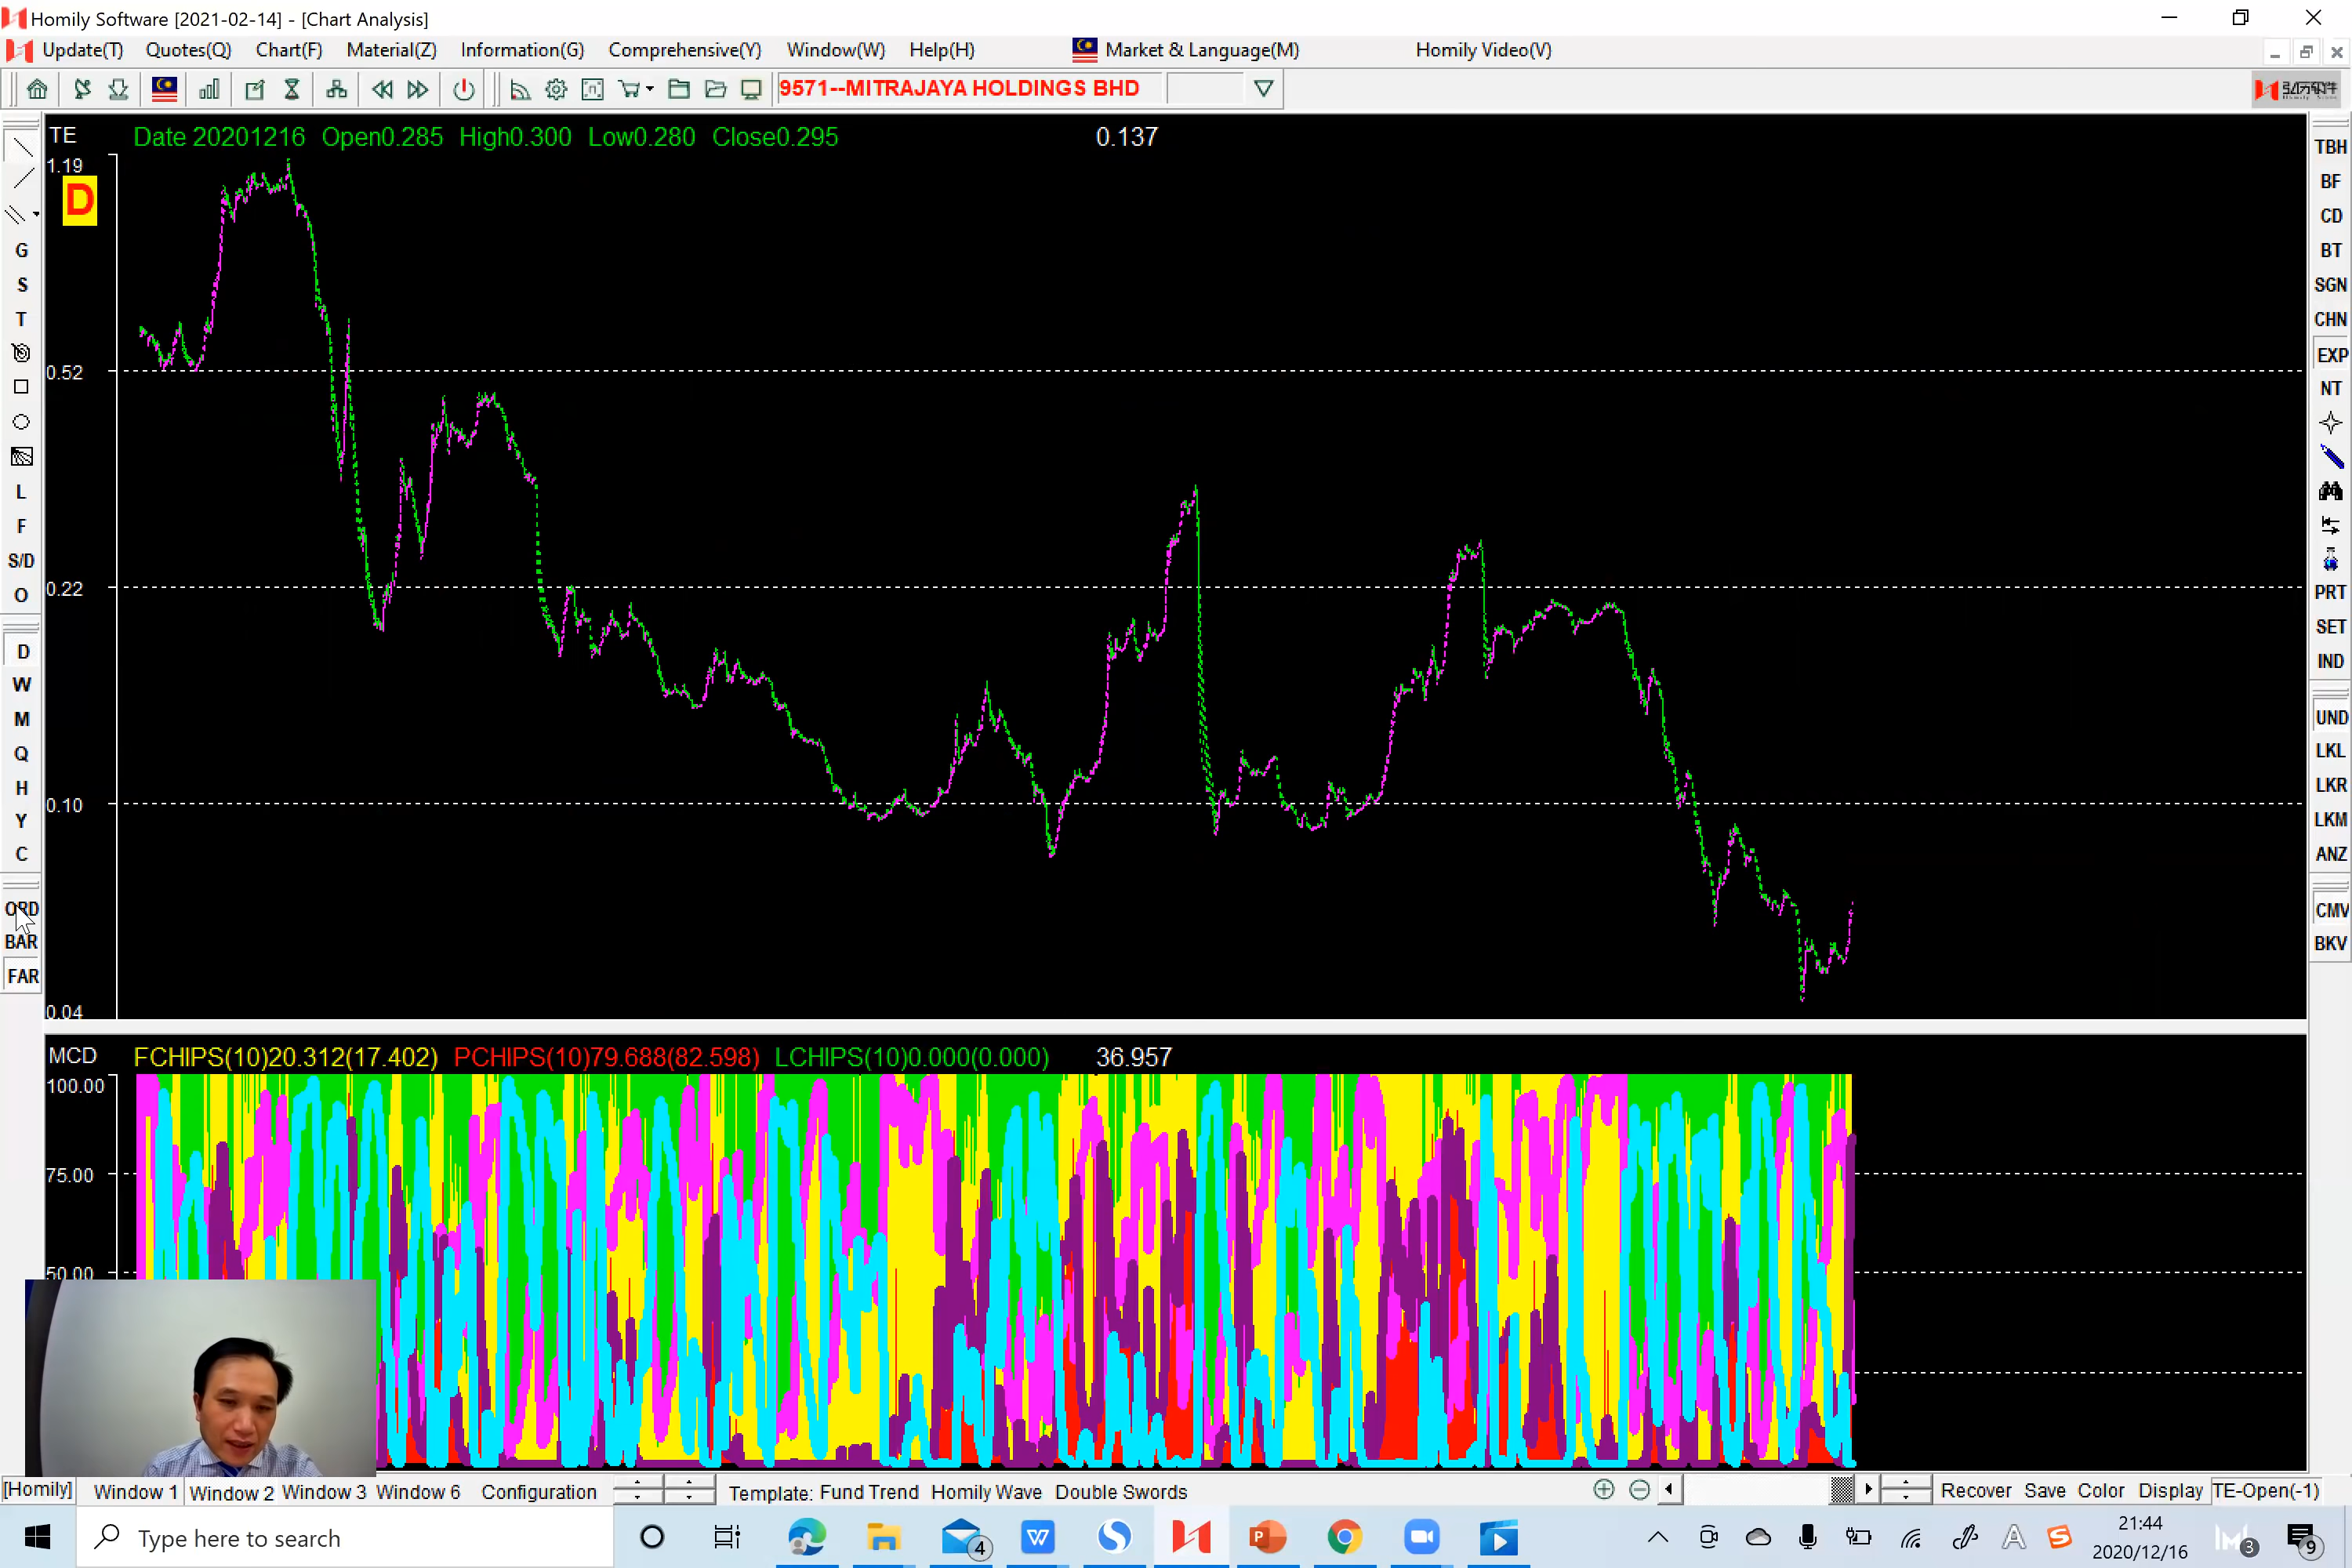 Homily Software [2021-02-14] - [Chart Analysis]
Update(T) Quotes(Q) Chart(F) Material(Z) Information(G) Comprehensive(Y) Window(W) Help(H) Market & Language(M) Homily Video(V)
9571--MITRAJAYA HOLDINGS BHD
TE Date 20201216 Open0.285 High0.300 Low0.280 Close0.295 0.137
1.19
D
0.52
0.22
0.10
0.04
G
S
T
L
F
S/D
O
D
W
M
Q
H
Y
C
ORD
BAR
FAR
TBH
BF
CD
BT
SGN
CHN
EXP
NT
PRT
SET
IND
UND
LKL
LKR
LKM
ANZ
CMV
BKV
MCD FCHIPS(10)20.312(17.402) PCHIPS(10)79.688(82.598) LCHIPS(10)0.000(0.000) 36.957
100.00
75.00
50.00
[Homily] Window 1 Window 2 Window 3 Window 6 Configuration Template: Fund Trend Homily Wave Double Swords Recover Save Color Display TE-Open(-1)
Type here to search
4
21:44
2020/12/16
3
9